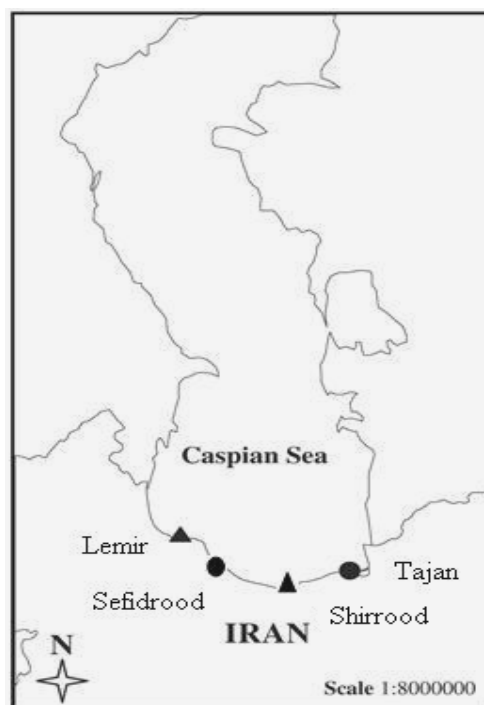 Caspian Sea
Lemir
Tajan
Sefidrood
Shirrood
IRAN
N
Scale 1:8000000